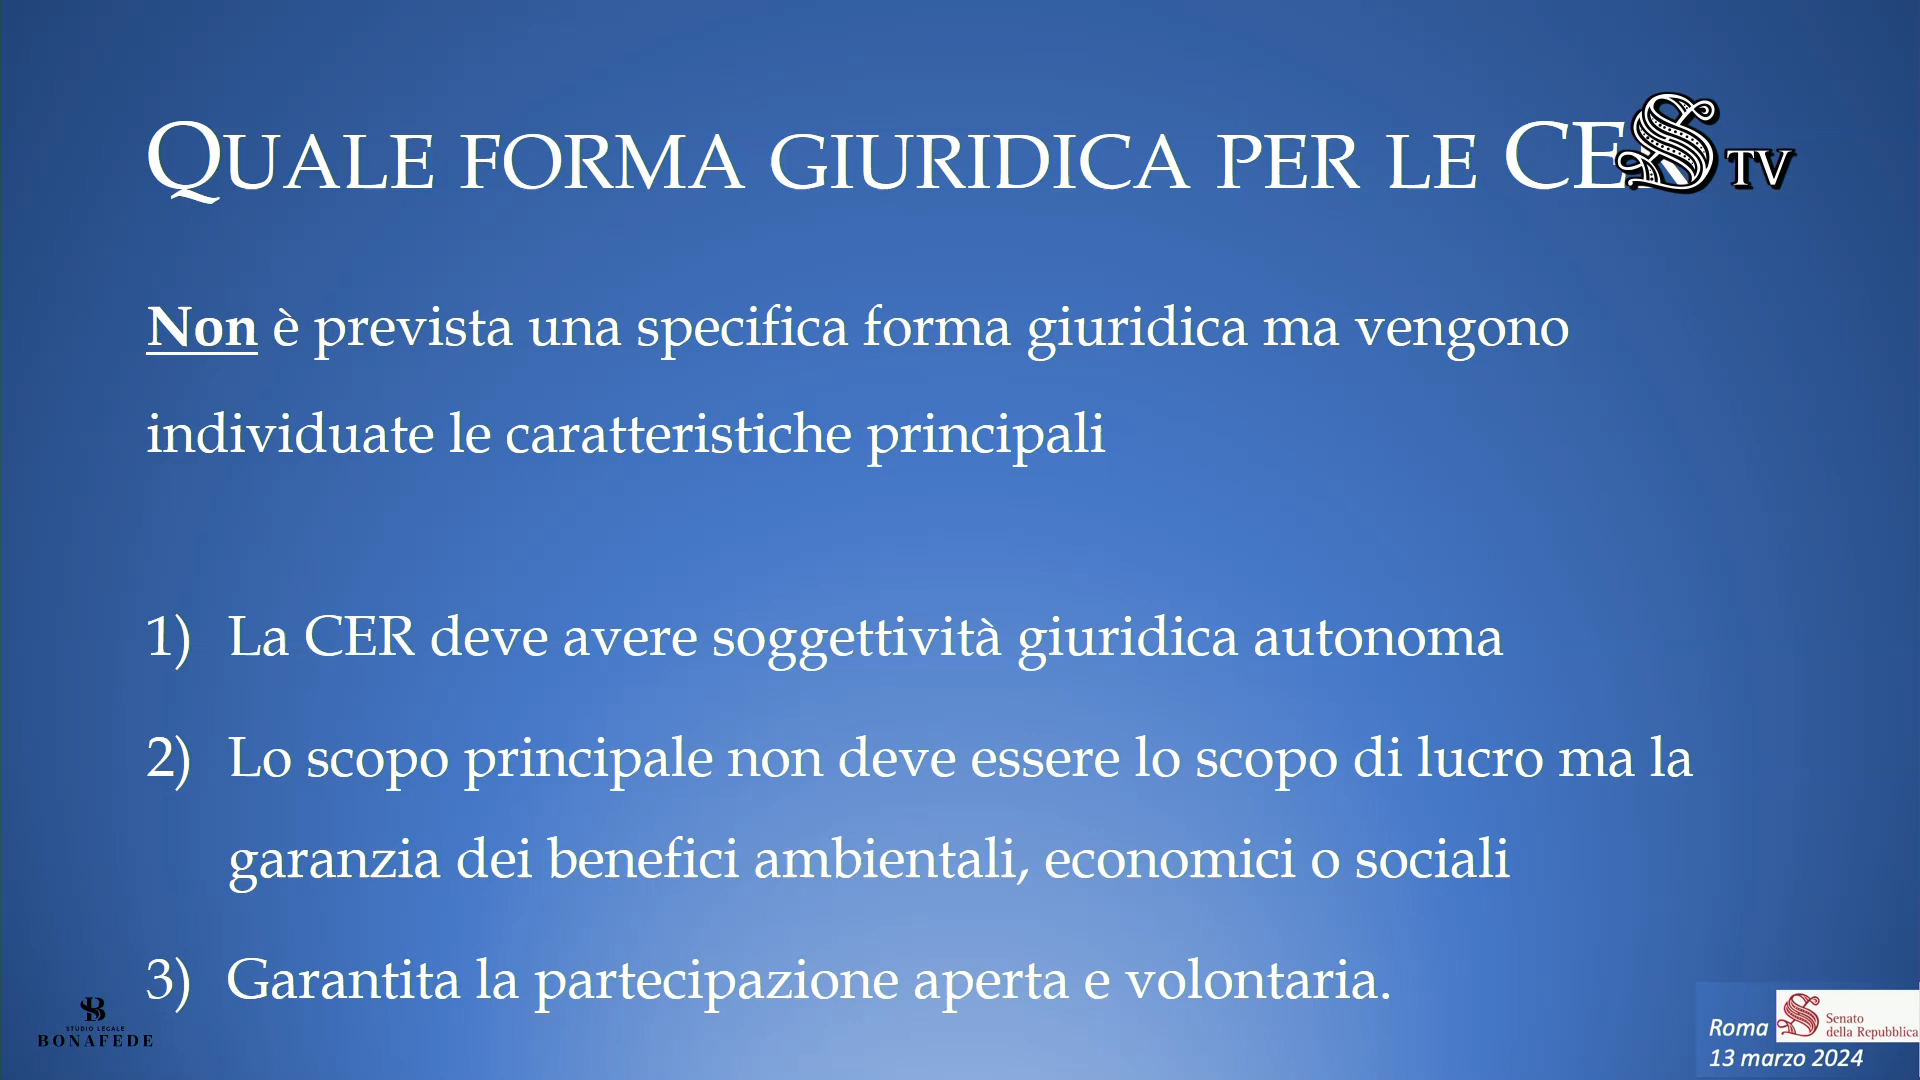 QUALE FORMA GIURIDICA PER LE CE
TV
Non è prevista una specifica forma giuridica ma vengono
individuate le caratteristiche principali
1) La CER deve avere soggettività giuridica autonoma
2) Lo scopo principale non deve essere lo scopo di lucro ma la
garanzia dei benefici ambientali, economici o sociali
3) Garantita la partecipazione aperta e volontaria.
STUDIO LEGALE
BONAFEDE
Senato
della Repubblica
Roma
13 marzo 2024